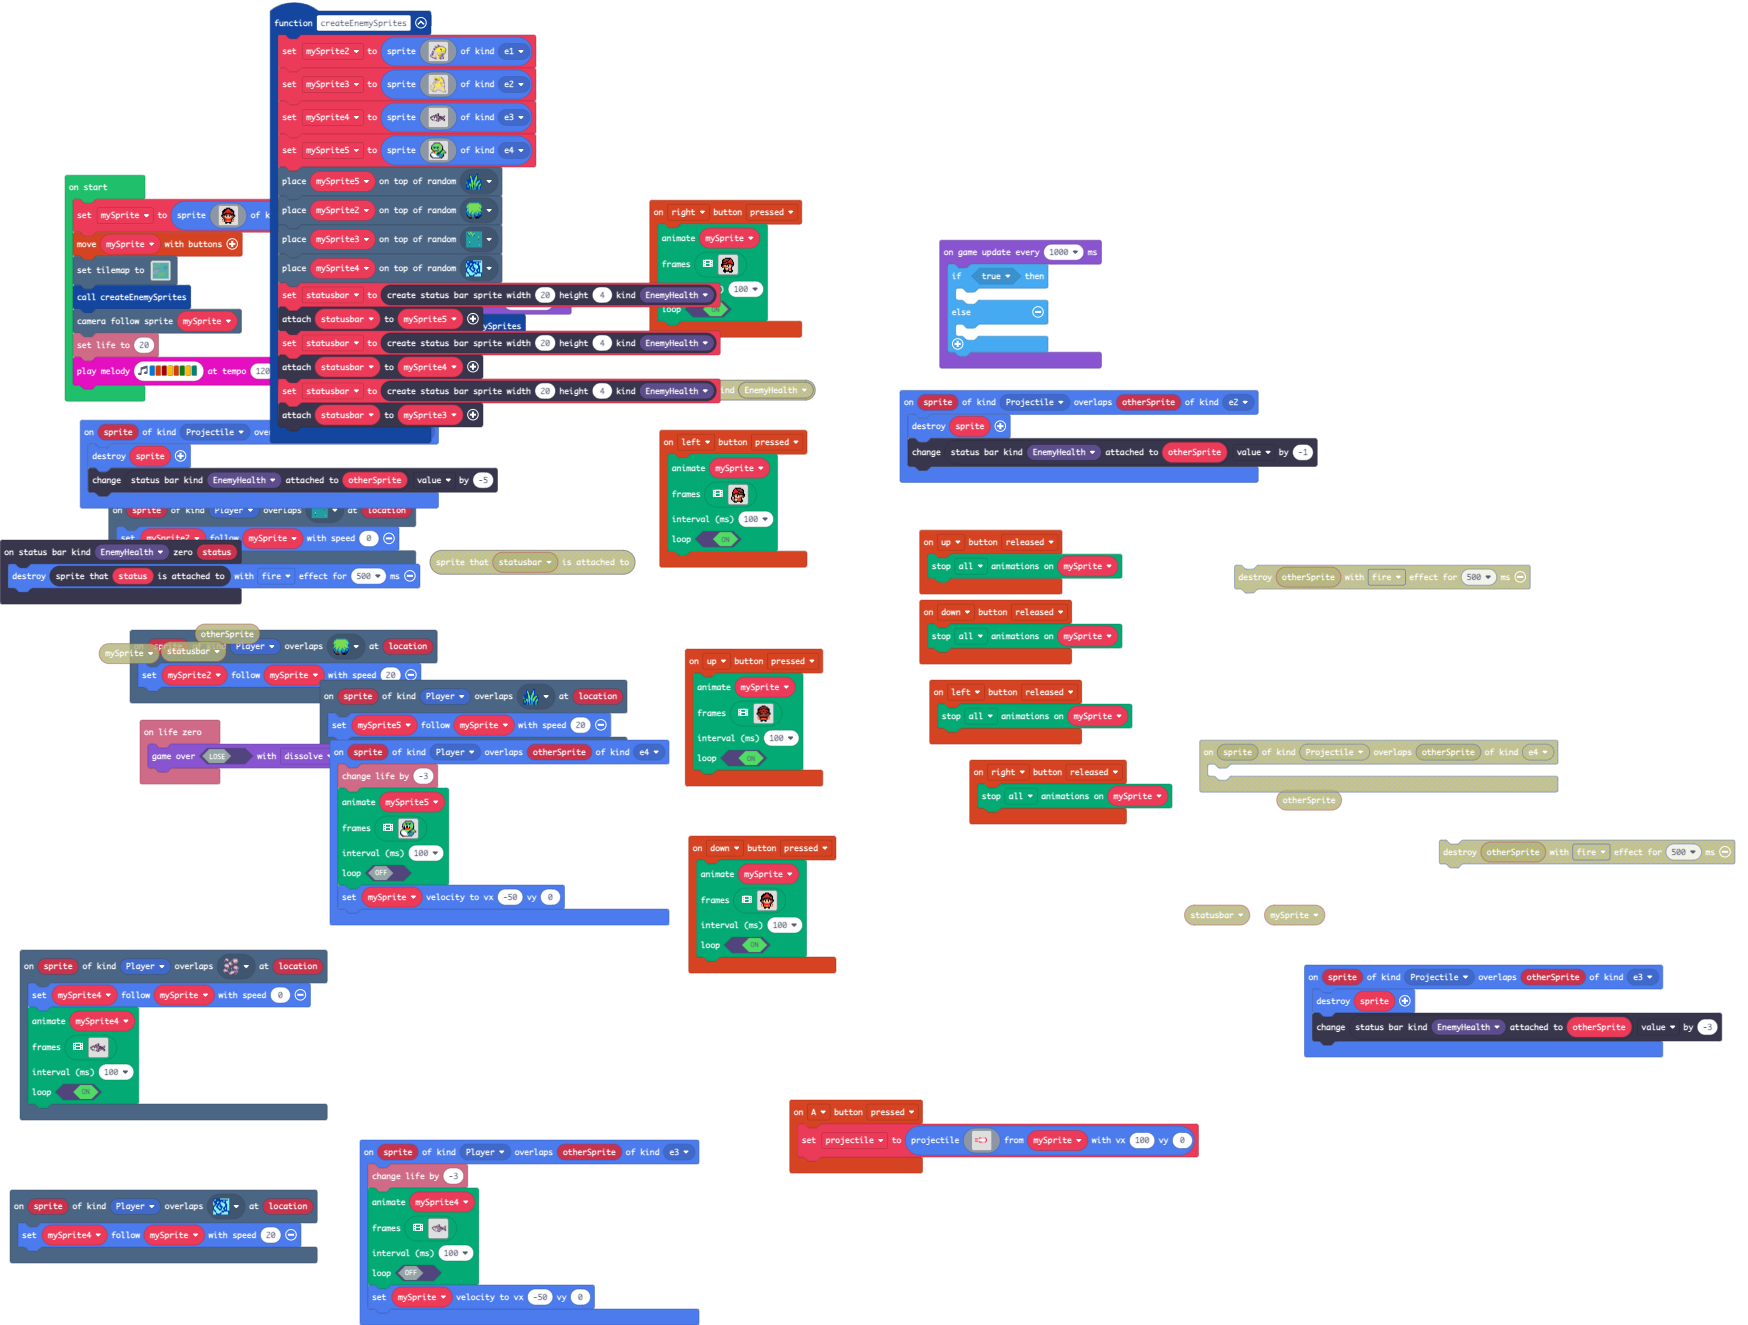 function createEnemySprites
set mySprite2 to sprite of kind e1
set mySprite3 to sprite of kind e2
set mySprite4 to sprite of kind e3
set mySprite5 to sprite of kind e4
place mySprite5 on top of random
place mySprite2 on top of random
place mySprite3 on top of random
place mySprite4 on top of random
set statusbar to create status bar sprite width 20 height 4 kind EnemyHealth
attach statusbar to mySprite5
set statusbar to create status bar sprite width 20 height 4 kind EnemyHealth
attach statusbar to mySprite4
set statusbar to create status bar sprite width 20 height 4 kind EnemyHealth
attach statusbar to mySprite3
ySprites
nd EnemyHealth
on start
set mySprite to sprite of k
move mySprite with buttons
set tilemap to
call createEnemySprites
camera follow sprite mySprite
set life to 20
play melody at tempo 120
on sprite of kind Projectile ove
destroy sprite
change status bar kind EnemyHealth attached to otherSprite value by -5
on sprite of kind Player overlaps at location
set mySprite2 follow mySprite with speed 0
on status bar kind EnemyHealth zero status
destroy sprite that status is attached to with fire effect for 500 ms
sprite that statusbar is attached to
otherSprite
mySprite
statusbar
on sprite of kind Player overlaps at location
set mySprite2 follow mySprite with speed 20
on life zero
game over LOSE with dissolve
on sprite of kind Player overlaps at location
set mySprite5 follow mySprite with speed 20
on sprite of kind Player overlaps otherSprite of kind e4
change life by -3
animate mySprite5
frames
interval (ms) 100
loop OFF
set mySprite velocity to vx -50 vy 0
on sprite of kind Player overlaps at location
set mySprite4 follow mySprite with speed 0
animate mySprite4
frames
interval (ms) 100
loop ON
on sprite of kind Player overlaps at location
set mySprite4 follow mySprite with speed 20
on sprite of kind Player overlaps otherSprite of kind e3
change life by -3
animate mySprite4
frames
interval (ms) 100
loop OFF
set mySprite velocity to vx -50 vy 0
on right button pressed
animate mySprite
frames
) 100
loop ON
on left button pressed
animate mySprite
frames
interval (ms) 100
loop ON
on up button pressed
animate mySprite
frames
interval (ms) 100
loop ON
on down button pressed
animate mySprite
frames
interval (ms) 100
loop ON
on game update every 1000 ms
if true then
else
on sprite of kind Projectile overlaps otherSprite of kind e2
destroy sprite
change status bar kind EnemyHealth attached to otherSprite value by -1
on up button released
stop all animations on mySprite
on down button released
stop all animations on mySprite
on left button released
stop all animations on mySprite
on right button released
stop all animations on mySprite
destroy otherSprite with fire effect for 500 ms
on sprite of kind Projectile overlaps otherSprite of kind e4
otherSprite
destroy otherSprite with fire effect for 500 ms
statusbar
mySprite
on sprite of kind Projectile overlaps otherSprite of kind e3
destroy sprite
change status bar kind EnemyHealth attached to otherSprite value by -3
on A button pressed
set projectile to projectile from mySprite with vx 100 vy 0